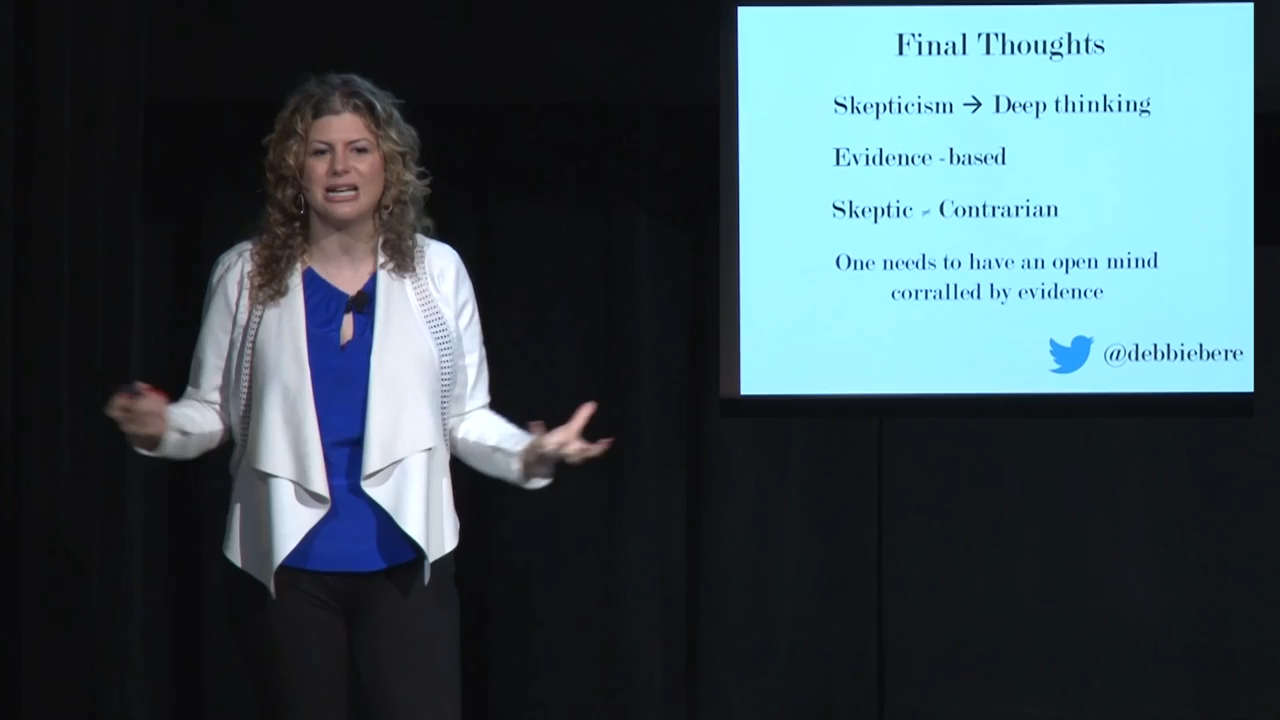 Final Thoughts
Skepticism → Deep thinking
Evidence -based
Skeptic ≠ Contrarian
One needs to have an open mind
corralled by evidence
@debbiebere